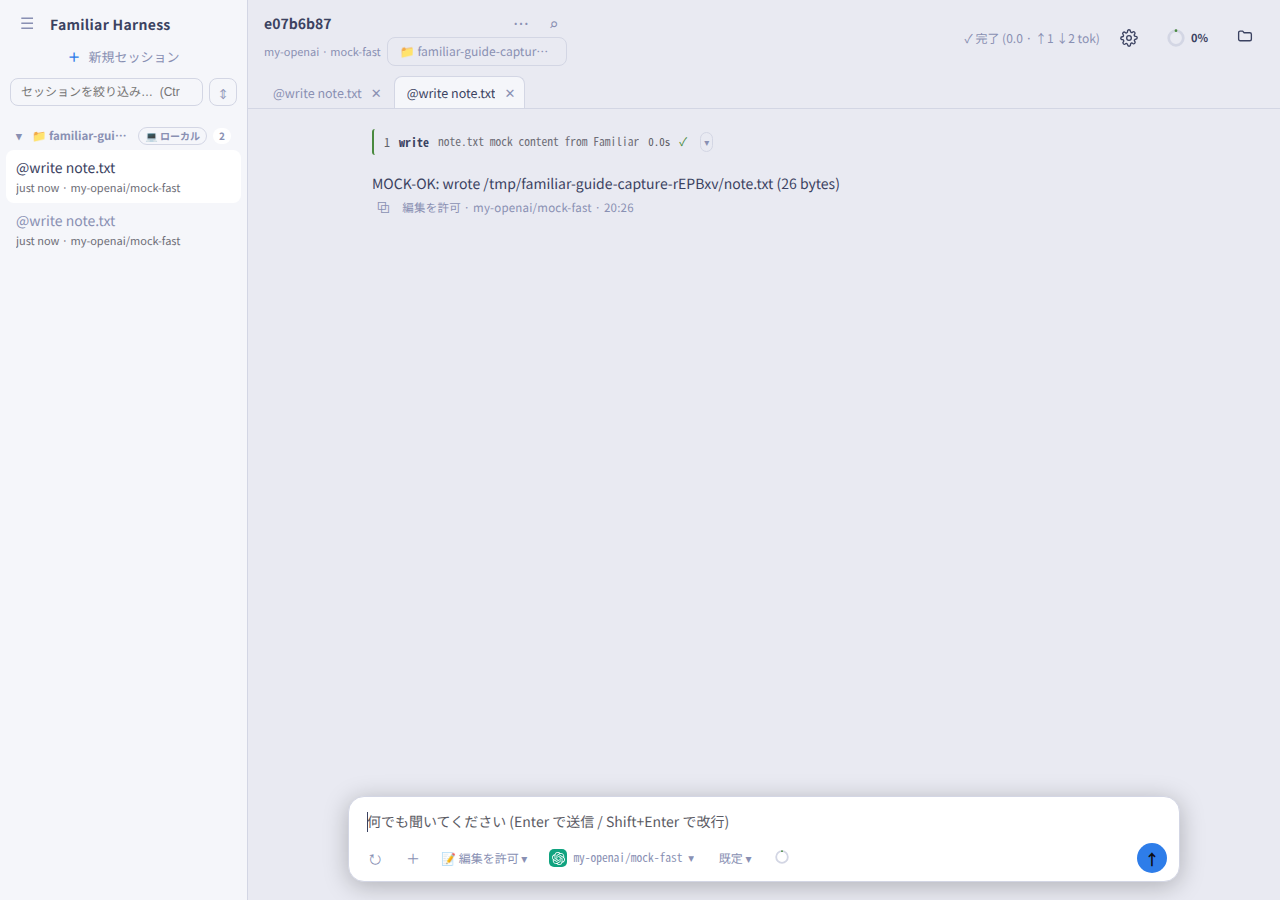 Familiar Harness
+ 新規セッション
セッションを絞り込み… (Ctr
familiar-gui… ローカル 2
@write note.txt
just now · my-openai/mock-fast
@write note.txt
just now · my-openai/mock-fast
e07b6b87
my-openai · mock-fast familiar-guide-captur…
✓ 完了 (0.0 · ↑1 ↓2 tok) 0%
@write note.txt ✕ @write note.txt ✕
1 write note.txt mock content from Familiar 0.0s ✓
MOCK-OK: wrote /tmp/familiar-guide-capture-rEPBxv/note.txt (26 bytes)
編集を許可 · my-openai/mock-fast · 20:26
何でも聞いてください (Enter で送信 / Shift+Enter で改行)
編集を許可 ▾ my-openai/mock-fast ▾ 既定 ▾